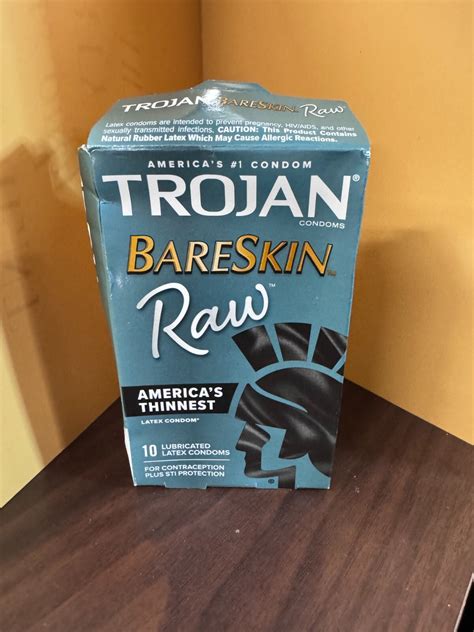 TROJAN BARESKIN Raw
Latex condoms are intended to prevent pregnancy, HIV/AIDS, and other
sexually transmitted infections. CAUTION: This Product Contains
Natural Rubber Latex Which May Cause Allergic Reactions.
AMERICA'S #1 CONDOM
TROJAN®
CONDOMS
BARESKIN™
Raw™
AMERICA'S
THINNEST
LATEX CONDOM*
10 LUBRICATED
LATEX CONDOMS
FOR CONTRACEPTION
PLUS STI PROTECTION